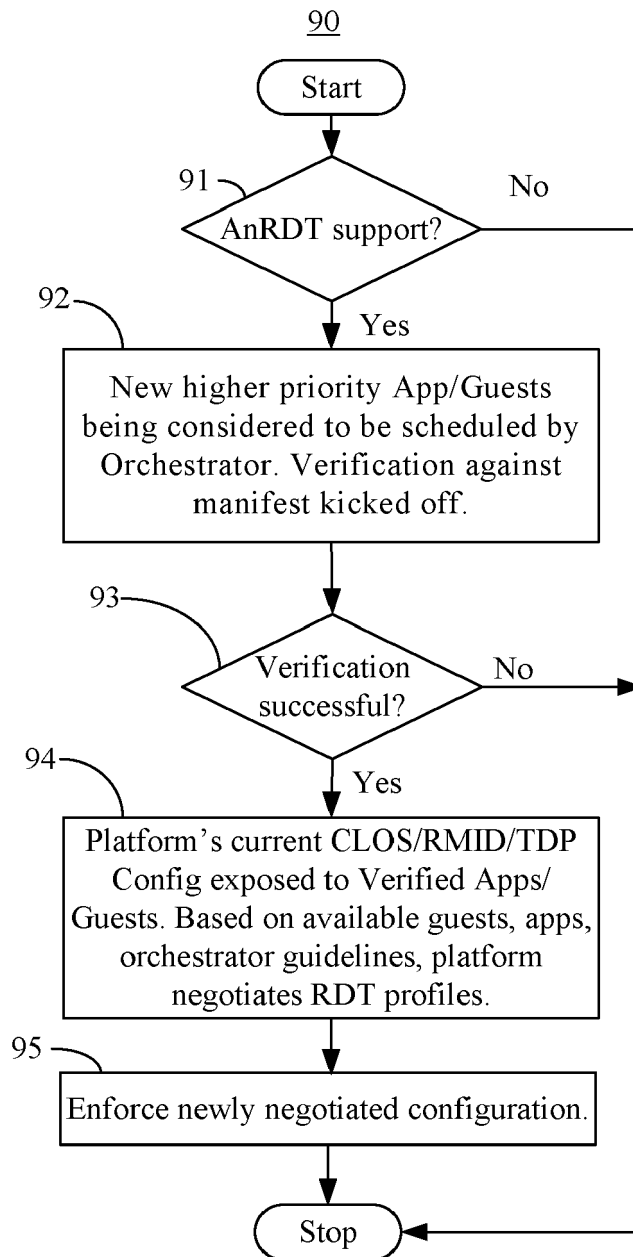 90
Start
91
No
AnRDT support?
92
Yes
New higher priority App/Guests
being considered to be scheduled by
Orchestrator. Verification against
manifest kicked off.
93
Verification
successful?
No
94
Yes
Platform's current CLOS/RMID/TDP
Config exposed to Verified Apps/
Guests. Based on available guests, apps,
orchestrator guidelines, platform
negotiates RDT profiles.
95
Enforce newly negotiated configuration.
Stop